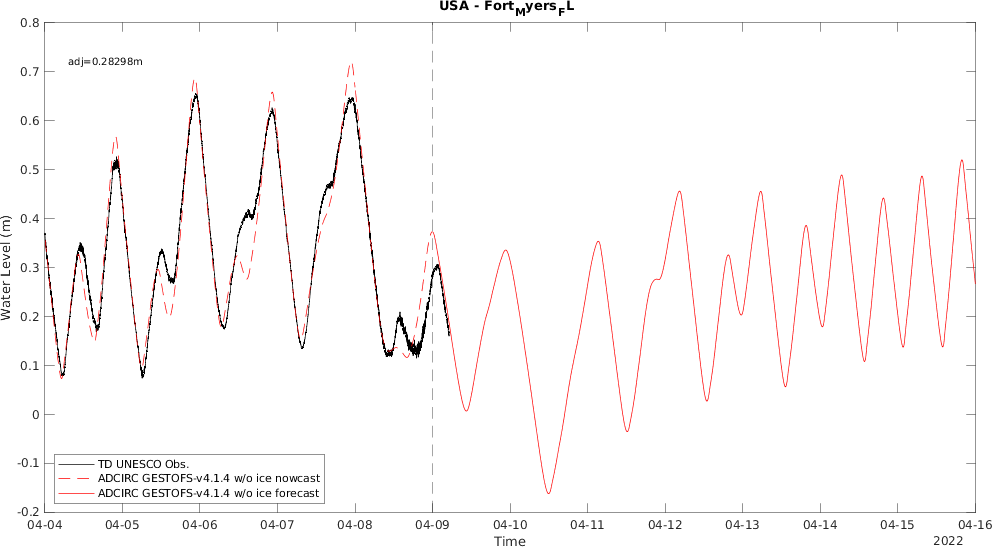 USA - Fort_Myers_FL
adj=0.28298m
Water Level (m)
0.8
0.7
0.6
0.5
0.4
0.3
0.2
0.1
0
-0.1
-0.2
TD UNESCO Obs.
ADCIRC GESTOFS-v4.1.4 w/o ice nowcast
ADCIRC GESTOFS-v4.1.4 w/o ice forecast
04-04 04-05 04-06 04-07 04-08 04-09 04-10 04-11 04-12 04-13 04-14 04-15 04-16
Time
2022